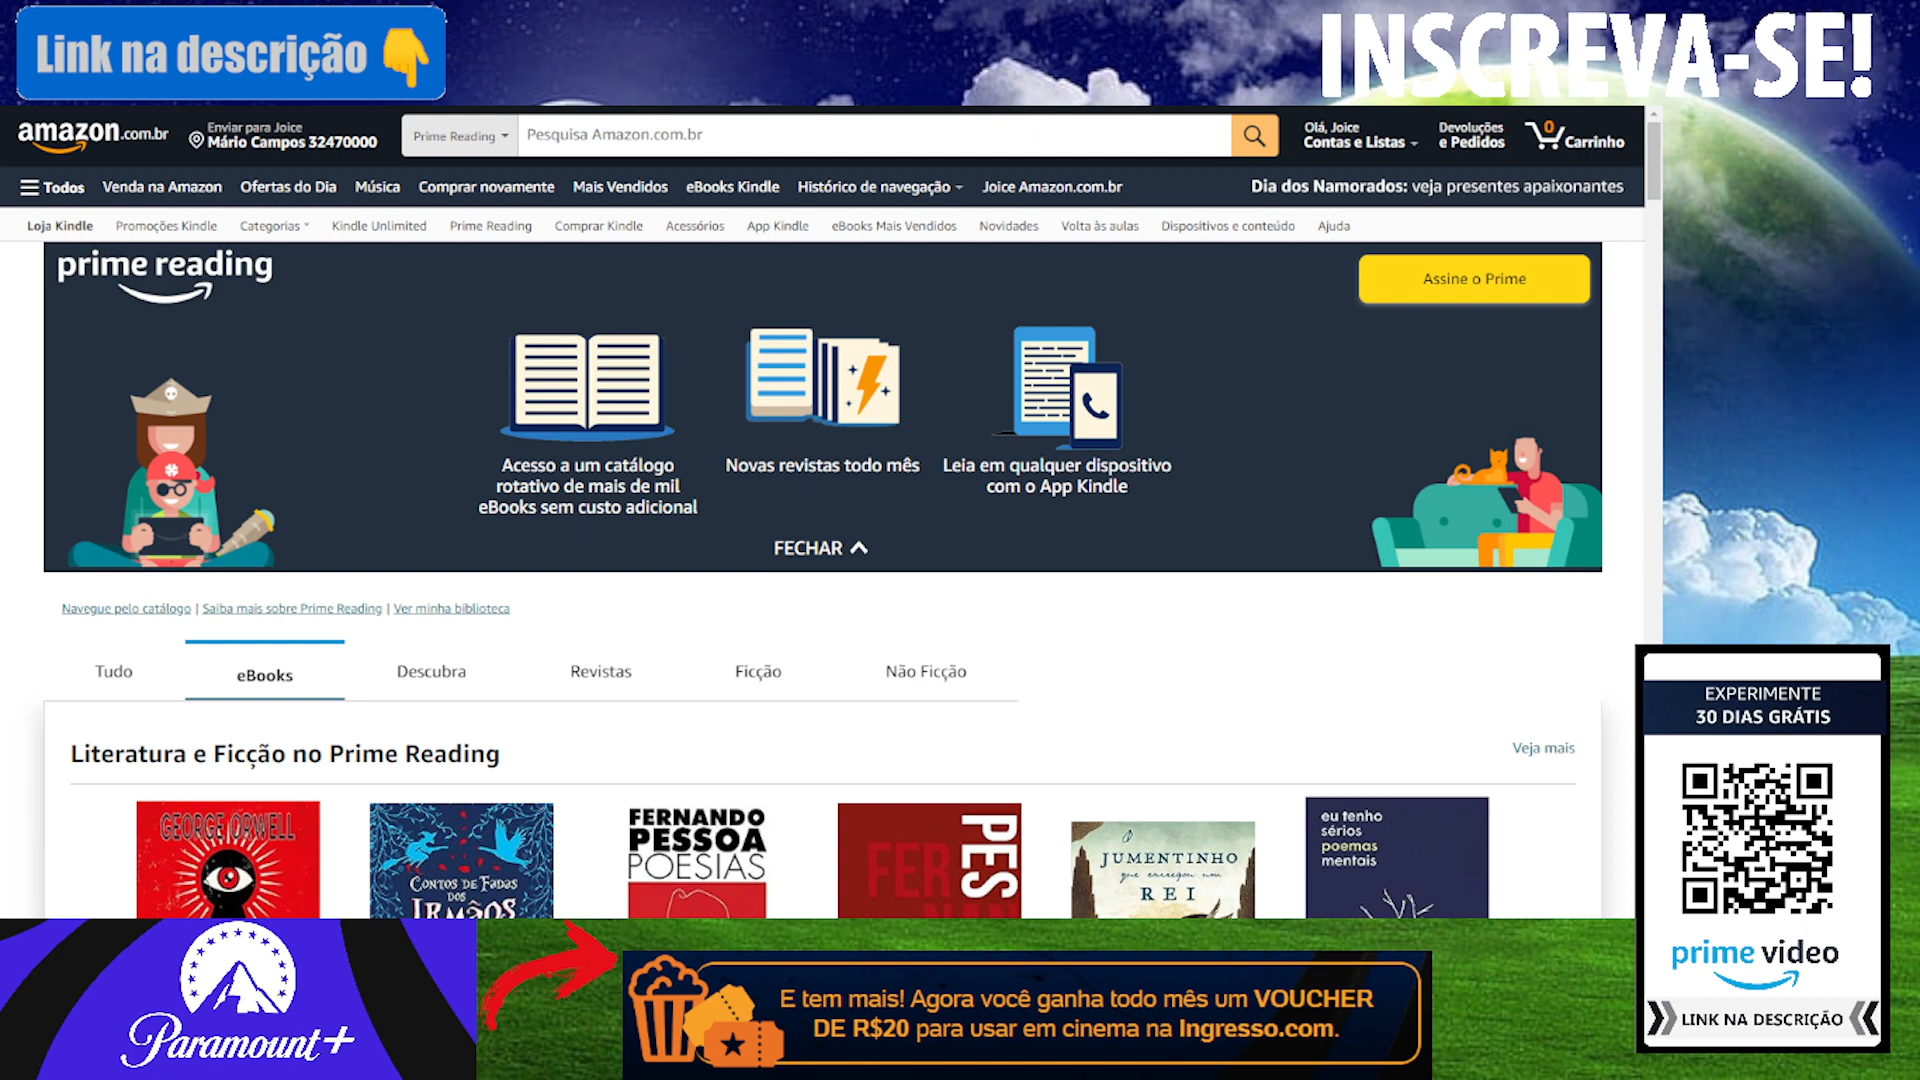 Link na descrição
INSCREVA-SE!
amazon.com.br
Enviar para Joice
Mário Campos 32470000
Prime Reading
Pesquisa Amazon.com.br
Olá, Joice
Contas e Listas
Devoluções
e Pedidos
0
Carrinho
Todos
Venda na Amazon
Ofertas do Dia
Música
Comprar novamente
Mais Vendidos
eBooks Kindle
Histórico de navegação
Joice Amazon.com.br
Dia dos Namorados: veja presentes apaixonantes
Loja Kindle
Promoções Kindle
Categorias
Kindle Unlimited
Prime Reading
Comprar Kindle
Acessórios
App Kindle
eBooks Mais Vendidos
Novidades
Volta às aulas
Dispositivos e conteúdo
Ajuda
prime reading
Assine o Prime
Acesso a um catálogo
rotativo de mais de mil
eBooks sem custo adicional
Novas revistas todo mês
Leia em qualquer dispositivo
com o App Kindle
FECHAR
Navegue pelo catálogo | Saiba mais sobre Prime Reading | Ver minha biblioteca
Tudo
eBooks
Descubra
Revistas
Ficção
Não Ficção
Literatura e Ficção no Prime Reading
Veja mais
GEORGE ORWELL
CONTOS DE FADAS
DOS
IRMÃOS
FERNANDO
PESSOA
POESIAS
FER
PES
O
JUMENTINHO
que carregou um
REI
eu tenho
sérios
poemas
mentais
EXPERIMENTE
30 DIAS GRÁTIS
prime video
LINK NA DESCRIÇÃO
Paramount+
E tem mais! Agora você ganha todo mês um VOUCHER
DE R$20 para usar em cinema na Ingresso.com.